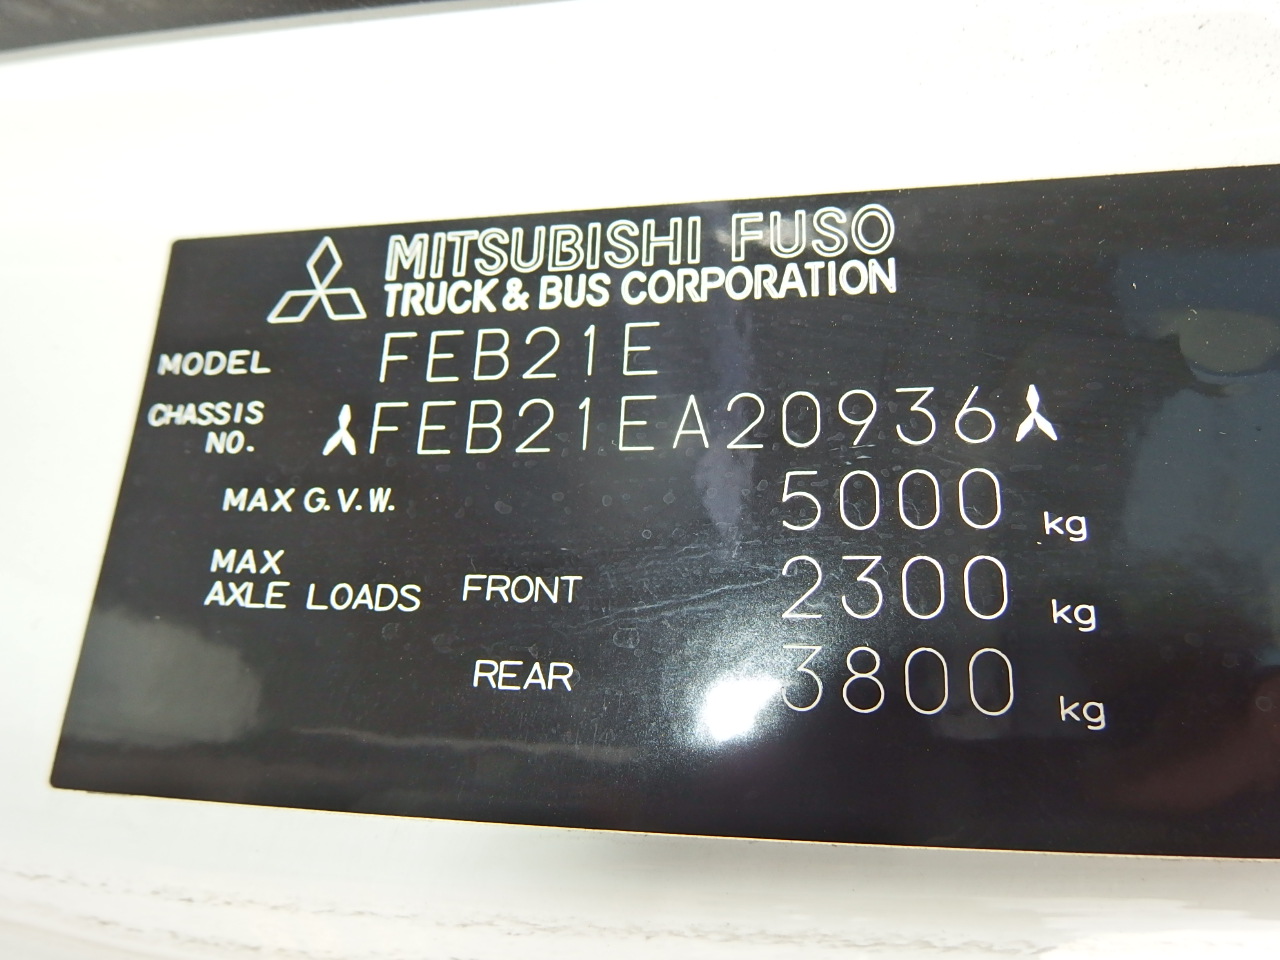 MITSUBISHI FUSO
TRUCK & BUS CORPORATION
MODEL FEB21E
CHASSIS NO. FEB21EA20936
MAX G.V.W. 5000 kg
MAX AXLE LOADS FRONT 2300 kg
REAR 3800 kg